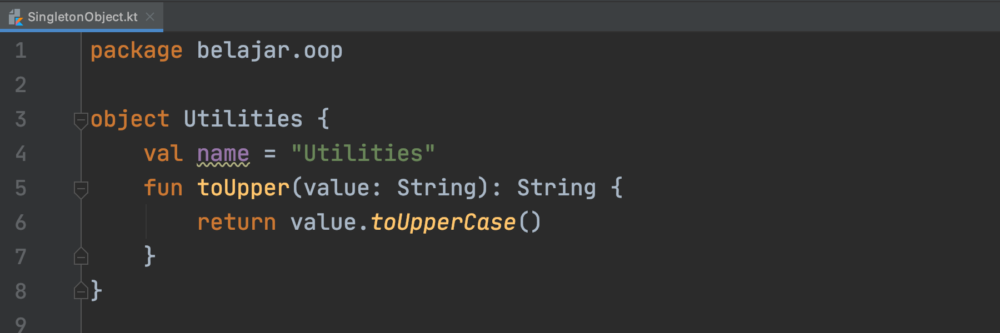 SingletonObject.kt
1 package belajar.oop
2
3 object Utilities {
4     val name = "Utilities"
5     fun toUpper(value: String): String {
6         return value.toUpperCase()
7     }
8 }
9